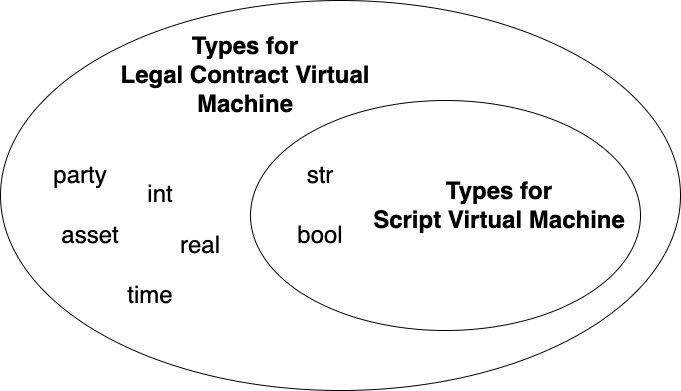 Types for
Legal Contract Virtual
Machine
party
int
str
Types for
Script Virtual Machine
asset
real
bool
time